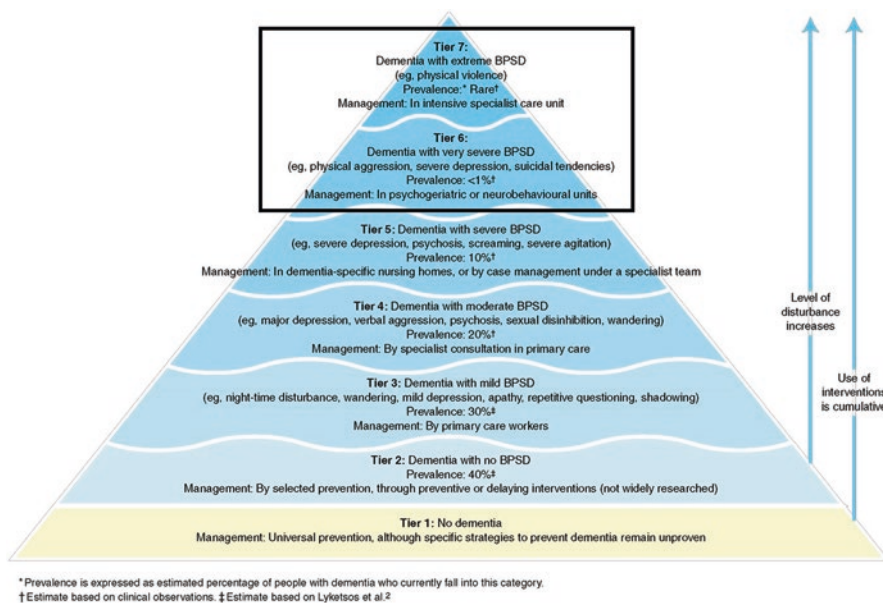 Tier 7:
Dementia with extreme BPSD
(eg, physical violence)
Prevalence:* Rare†
Management: In intensive specialist care unit
Tier 6:
Dementia with very severe BPSD
(eg, physical aggression, severe depression, suicidal tendencies)
Prevalence: <1%†
Management: In psychogeriatric or neurobehavioural units
Tier 5: Dementia with severe BPSD
(eg, severe depression, psychosis, screaming, severe agitation)
Prevalence: 10%†
Management: In dementia-specific nursing homes, or by case management under a specialist team
Tier 4: Dementia with moderate BPSD
(eg, major depression, verbal aggression, psychosis, sexual disinhibition, wandering)
Prevalence: 20%†
Management: By specialist consultation in primary care
Tier 3: Dementia with mild BPSD
(eg, night-time disturbance, wandering, mild depression, apathy, repetitive questioning, shadowing)
Prevalence: 30%‡
Management: By primary care workers
Tier 2: Dementia with no BPSD
Prevalence: 40%‡
Management: By selected prevention, through preventive or delaying interventions (not widely researched)
Tier 1: No dementia
Management: Universal prevention, although specific strategies to prevent dementia remain unproven
Level of
disturbance
increases
Use of
interventions
is cumulative
*Prevalence is expressed as estimated percentage of people with dementia who currently fall into this category.
†Estimate based on clinical observations. ‡Estimate based on Lyketsos et al.²